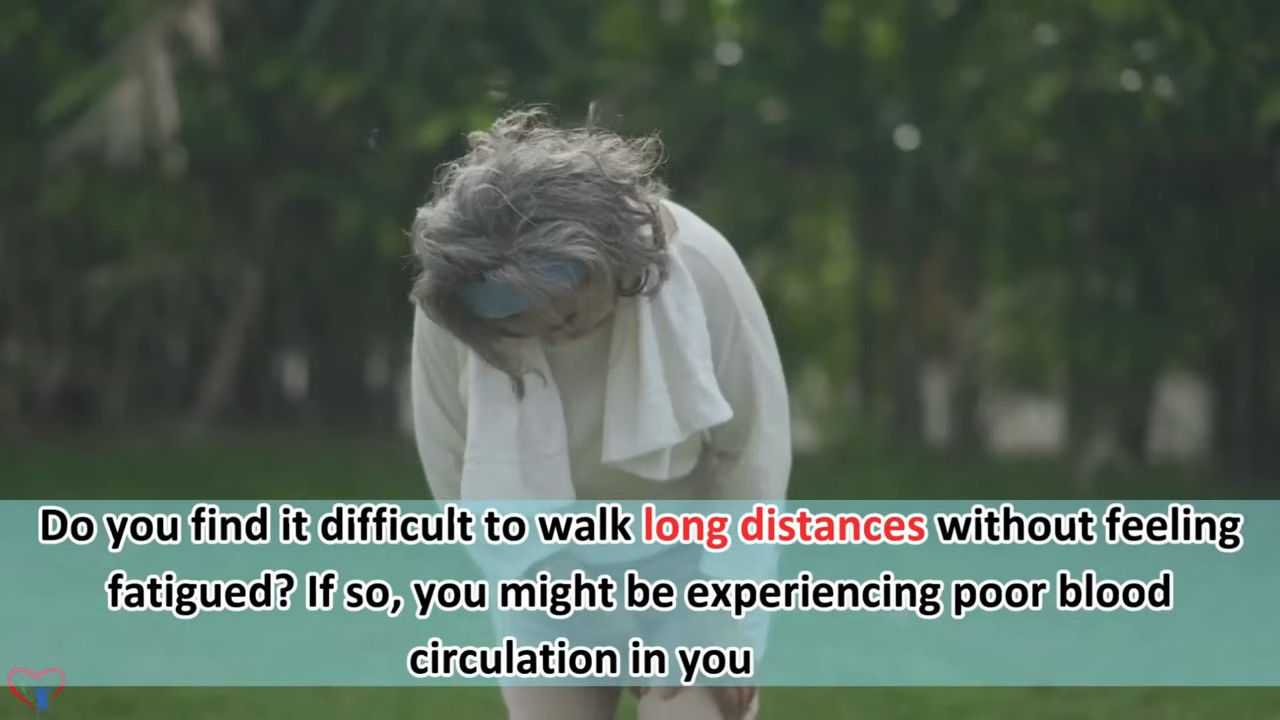 Do you find it difficult to walk long distances without feeling
fatigued? If so, you might be experiencing poor blood
circulation in you